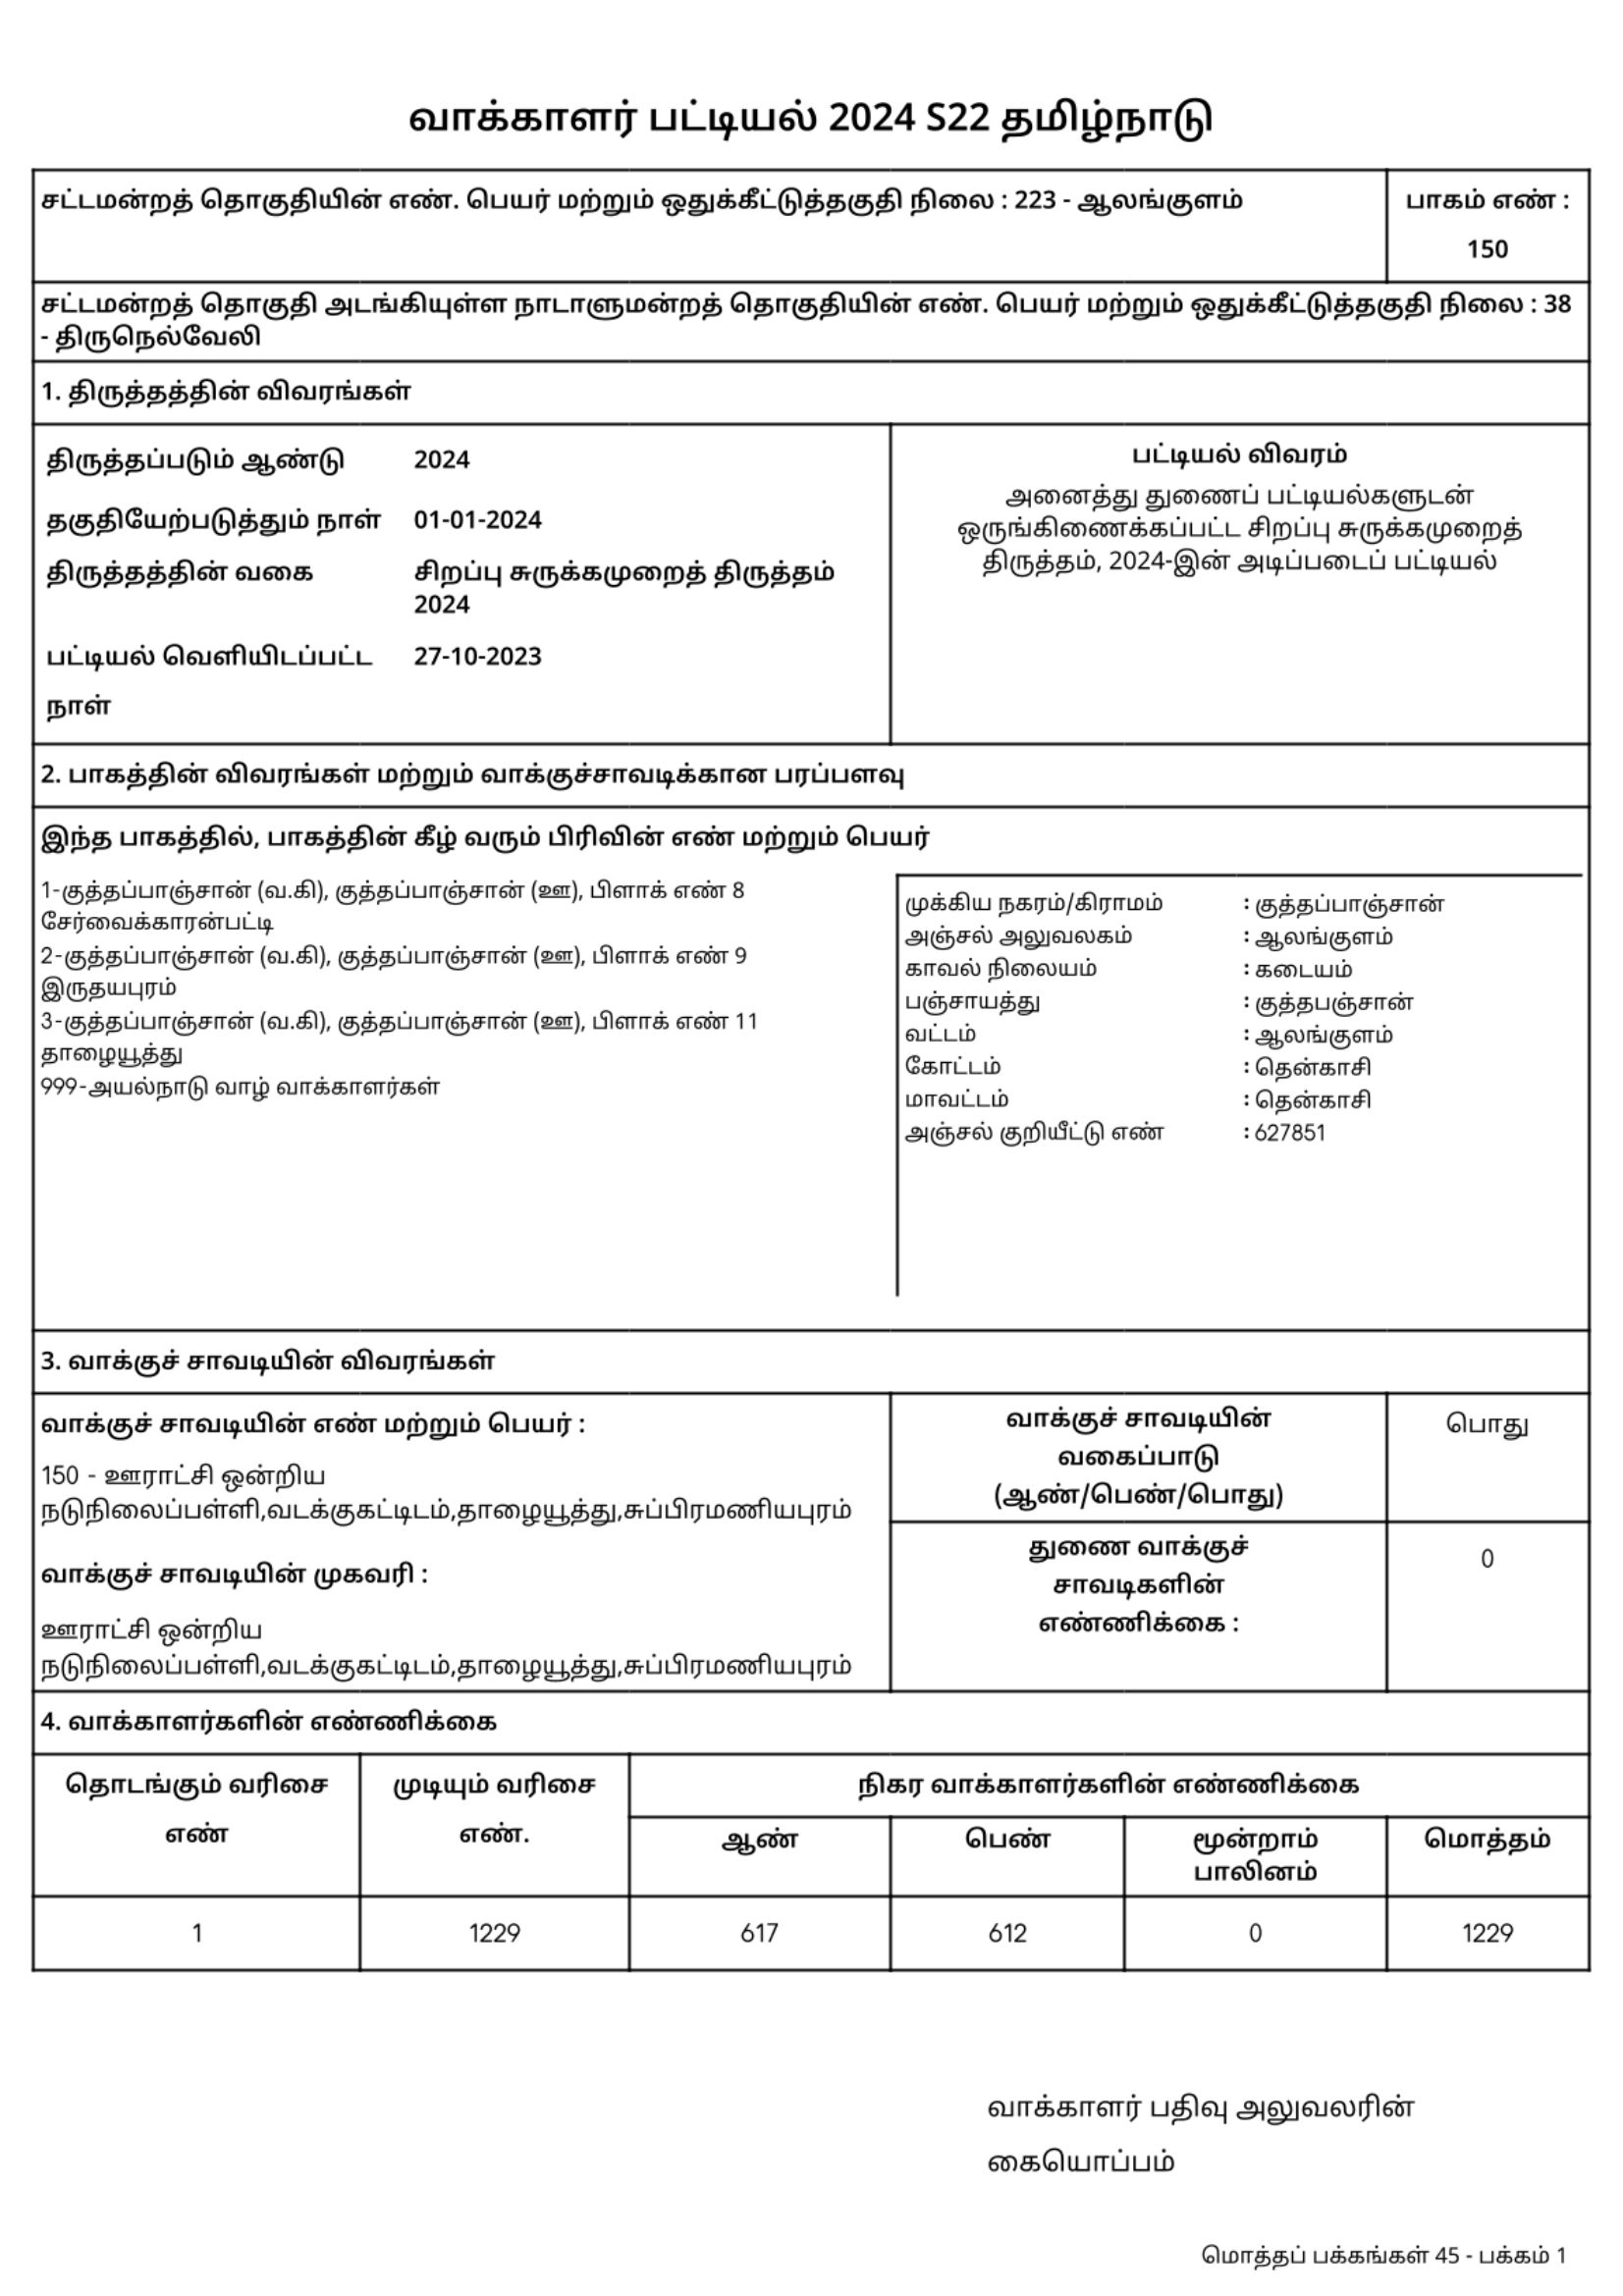 வாக்காளர் பட்டியல் 2024 S22 தமிழ்நாடு
சட்டமன்றத் தொகுதியின் எண். பெயர் மற்றும் ஒதுக்கீட்டுத்தகுதி நிலை : 223 - ஆலங்குளம்
பாகம் எண் :
150
சட்டமன்றத் தொகுதி அடங்கியுள்ள நாடாளுமன்றத் தொகுதியின் எண். பெயர் மற்றும் ஒதுக்கீட்டுத்தகுதி நிலை : 38
- திருநெல்வேலி
1. திருத்தத்தின் விவரங்கள்
திருத்தப்படும் ஆண்டு 2024
தகுதியேற்படுத்தும் நாள் 01-01-2024
திருத்தத்தின் வகை சிறப்பு சுருக்கமுறைத் திருத்தம்
2024
பட்டியல் வெளியிடப்பட்ட 27-10-2023
நாள்
பட்டியல் விவரம்
அனைத்து துணைப் பட்டியல்களுடன்
ஒருங்கிணைக்கப்பட்ட சிறப்பு சுருக்கமுறைத்
திருத்தம், 2024-இன் அடிப்படைப் பட்டியல்
2. பாகத்தின் விவரங்கள் மற்றும் வாக்குச்சாவடிக்கான பரப்பளவு
இந்த பாகத்தில், பாகத்தின் கீழ் வரும் பிரிவின் எண் மற்றும் பெயர்
1-குத்தப்பாஞ்சான் (வ.கி), குத்தப்பாஞ்சான் (ஊ), பிளாக் எண் 8
சேர்வைக்காரன்பட்டி
2-குத்தப்பாஞ்சான் (வ.கி), குத்தப்பாஞ்சான் (ஊ), பிளாக் எண் 9
இருதயபுரம்
3-குத்தப்பாஞ்சான் (வ.கி), குத்தப்பாஞ்சான் (ஊ), பிளாக் எண் 11
தாழையூத்து
999-அயல்நாடு வாழ் வாக்காளர்கள்
முக்கிய நகரம்/கிராமம் : குத்தப்பாஞ்சான்
அஞ்சல் அலுவலகம் : ஆலங்குளம்
காவல் நிலையம் : கடையம்
பஞ்சாயத்து : குத்தபஞ்சான்
வட்டம் : ஆலங்குளம்
கோட்டம் : தென்காசி
மாவட்டம் : தென்காசி
அஞ்சல் குறியீட்டு எண் : 627851
3. வாக்குச் சாவடியின் விவரங்கள்
வாக்குச் சாவடியின் எண் மற்றும் பெயர் :
150 - ஊராட்சி ஒன்றிய
நடுநிலைப்பள்ளி,வடக்குகட்டிடம்,தாழையூத்து,சுப்பிரமணியபுரம்
வாக்குச் சாவடியின் முகவரி :
ஊராட்சி ஒன்றிய
நடுநிலைப்பள்ளி,வடக்குகட்டிடம்,தாழையூத்து,சுப்பிரமணியபுரம்
வாக்குச் சாவடியின்
வகைப்பாடு
(ஆண்/பெண்/பொது)
பொது
துணை வாக்குச்
சாவடிகளின்
எண்ணிக்கை :
0
4. வாக்காளர்களின் எண்ணிக்கை
தொடங்கும் வரிசை
எண்
முடியும் வரிசை
எண்.
நிகர வாக்காளர்களின் எண்ணிக்கை
ஆண்
பெண்
மூன்றாம்
பாலினம்
மொத்தம்
1 1229 617 612 0 1229
வாக்காளர் பதிவு அலுவலரின்
கையொப்பம்
மொத்தப் பக்கங்கள் 45 - பக்கம் 1